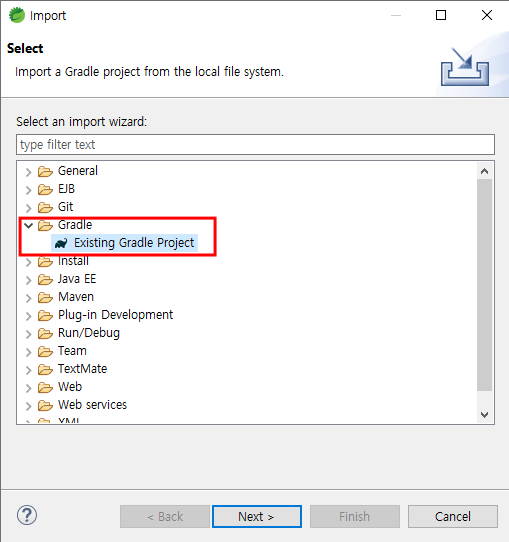 Import
Select
Import a Gradle project from the local file system.
Select an import wizard:
type filter text
General
EJB
Git
Gradle
Existing Gradle Project
Install
Java EE
Maven
Plug-in Development
Run/Debug
Team
TextMate
Web
Web services
XML
?
< Back
Next >
Finish
Cancel